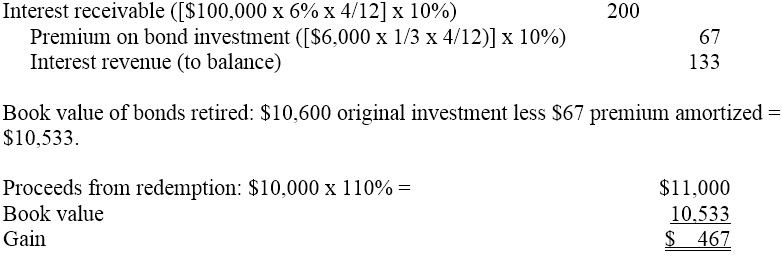 Interest receivable ([$100,000 x 6% x 4/12] x 10%) 200
Premium on bond investment ([$6,000 x 1/3 x 4/12)] x 10%) 67
Interest revenue (to balance) 133
Book value of bonds retired: $10,600 original investment less $67 premium amortized =
$10,533.
Proceeds from redemption: $10,000 x 110% = $11,000
Book value 10,533
Gain $ 467